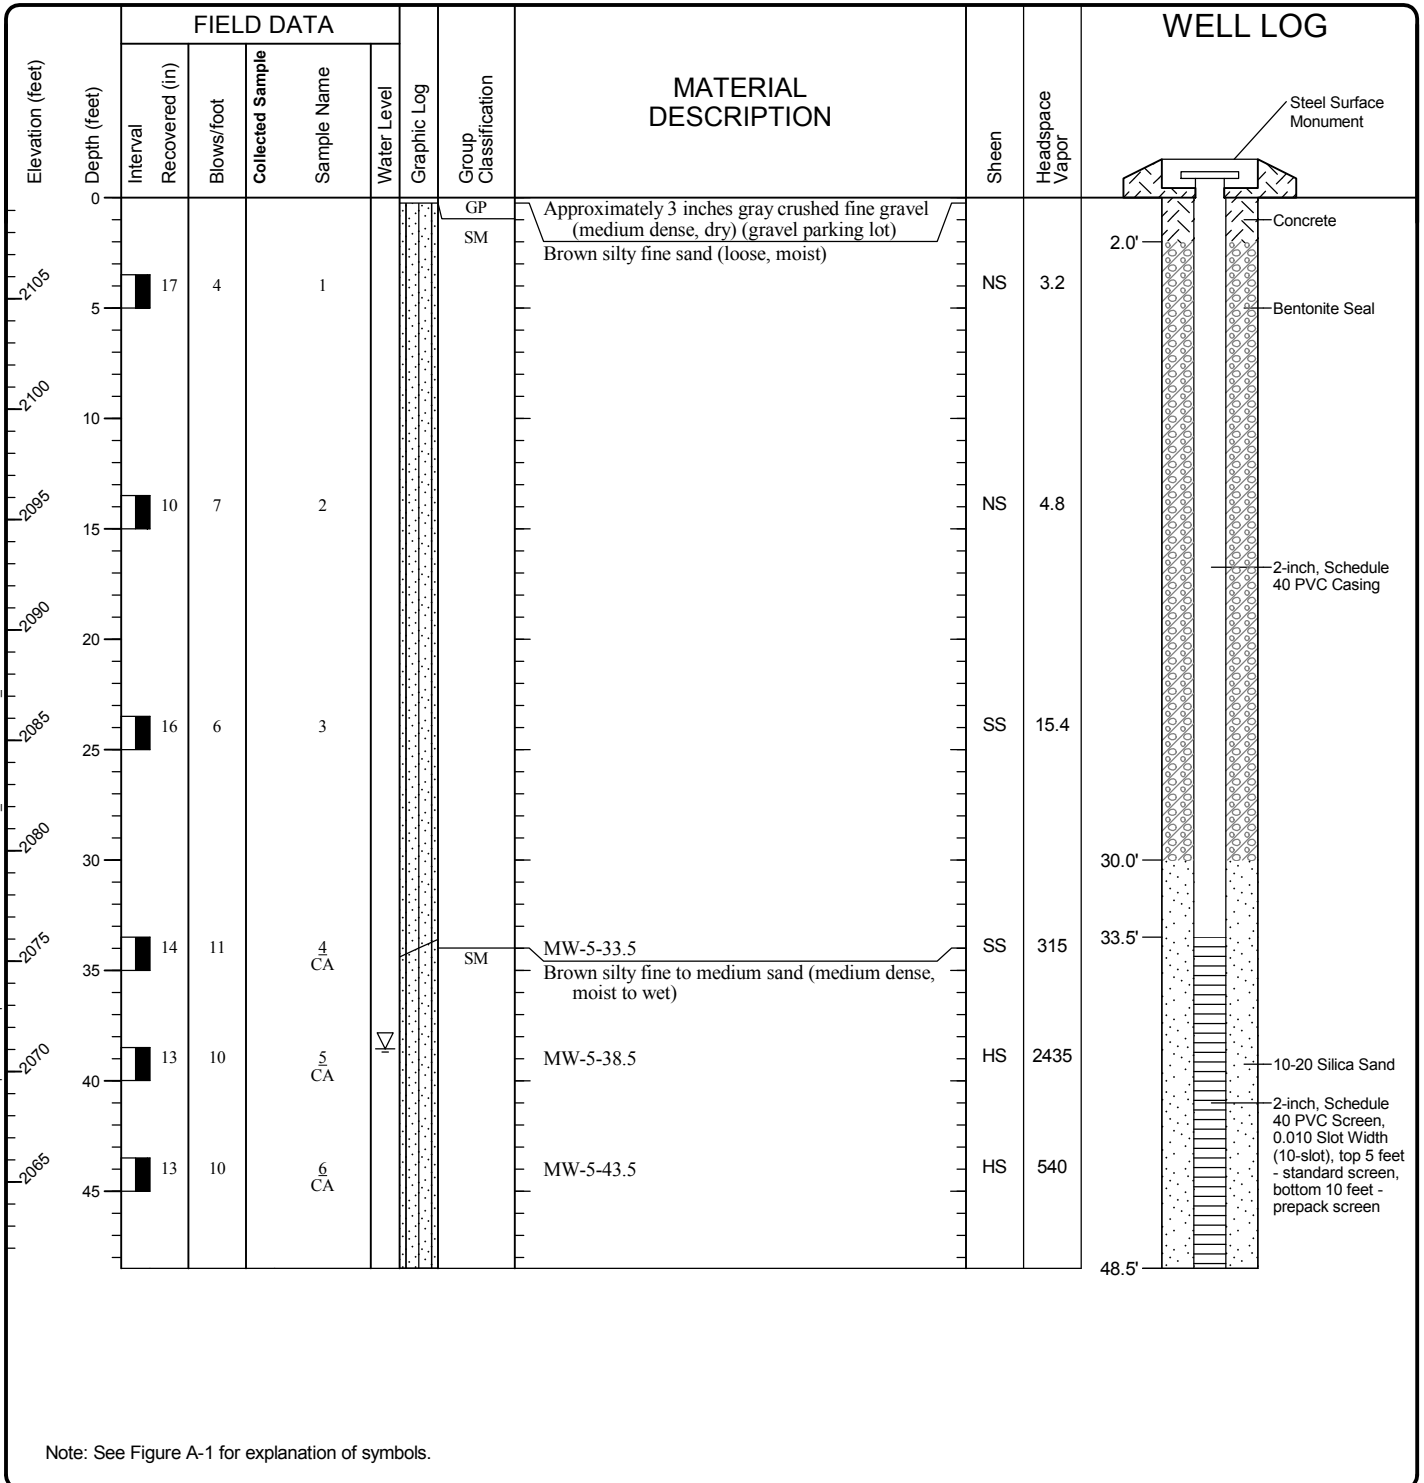 FIELD DATA
WELL LOG
Elevation (feet)
Depth (feet)
Interval
Recovered (in)
Blows/foot
Collected Sample
Sample Name
Water Level
Graphic Log
Group
Classification
MATERIAL
DESCRIPTION
Sheen
Headspace
Vapor
Steel Surface
Monument
0
GP
Approximately 3 inches gray crushed fine gravel
(medium dense, dry) (gravel parking lot)
Concrete
SM
Brown silty fine sand (loose, moist)
2.0'
2105
17
4
1
NS
3.2
5
Bentonite Seal
2100
10
2095
10
7
2
NS
4.8
15
2-inch, Schedule
40 PVC Casing
2090
20
2085
16
6
3
SS
15.4
25
2080
30
30.0'
2075
14
11
4
CA
MW-5-33.5
SS
315
33.5'
35
SM
Brown silty fine to medium sand (medium dense,
moist to wet)
2070
13
10
5
CA
MW-5-38.5
HS
2435
40
10-20 Silica Sand
2-inch, Schedule
40 PVC Screen,
0.010 Slot Width
(10-slot), top 5 feet
- standard screen,
bottom 10 feet -
prepack screen
2065
13
10
6
CA
MW-5-43.5
HS
540
45
48.5'
Note: See Figure A-1 for explanation of symbols.